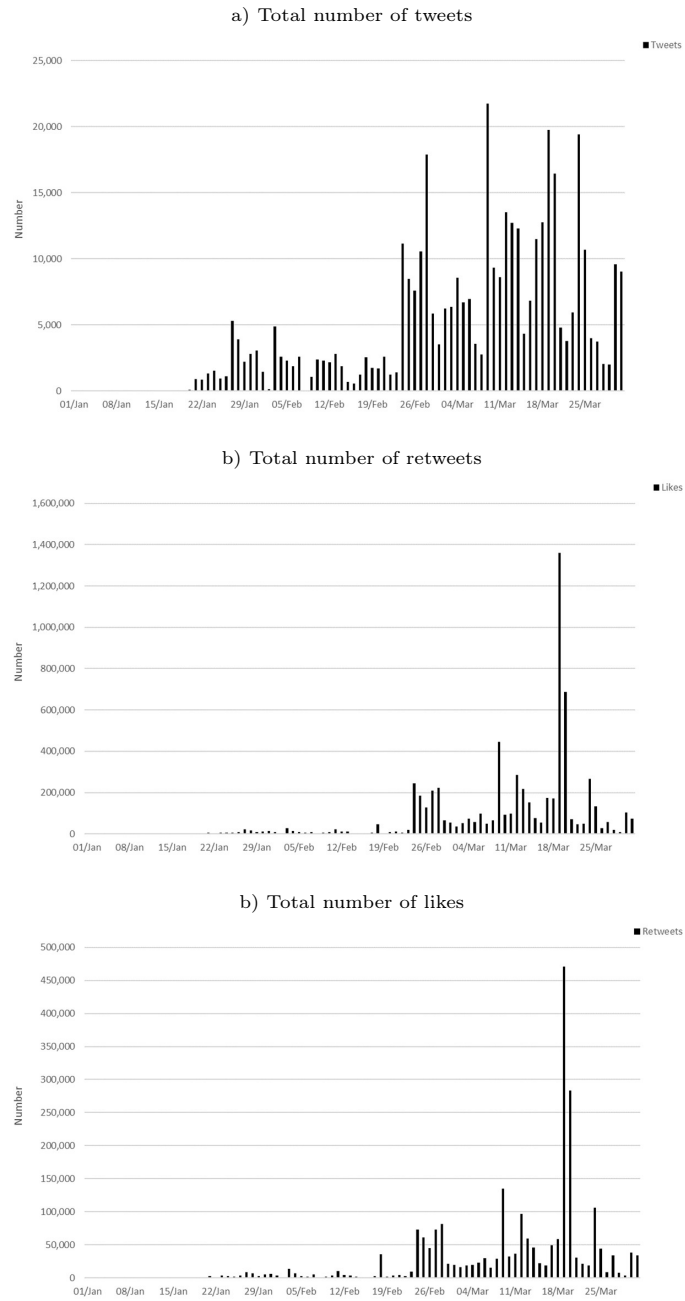 a) Total number of tweets
Tweets
25,000
20,000
15,000
10,000
5,000
0
Number
01/Jan 08/Jan 15/Jan 22/Jan 29/Jan 05/Feb 12/Feb 19/Feb 26/Feb 04/Mar 11/Mar 18/Mar 25/Mar
b) Total number of retweets
Likes
1,600,000
1,400,000
1,200,000
1,000,000
800,000
600,000
400,000
200,000
0
Number
01/Jan 08/Jan 15/Jan 22/Jan 29/Jan 05/Feb 12/Feb 19/Feb 26/Feb 04/Mar 11/Mar 18/Mar 25/Mar
b) Total number of likes
Retweets
500,000
450,000
400,000
350,000
300,000
250,000
200,000
150,000
100,000
50,000
0
Number
01/Jan 08/Jan 15/Jan 22/Jan 29/Jan 05/Feb 12/Feb 19/Feb 26/Feb 04/Mar 11/Mar 18/Mar 25/Mar